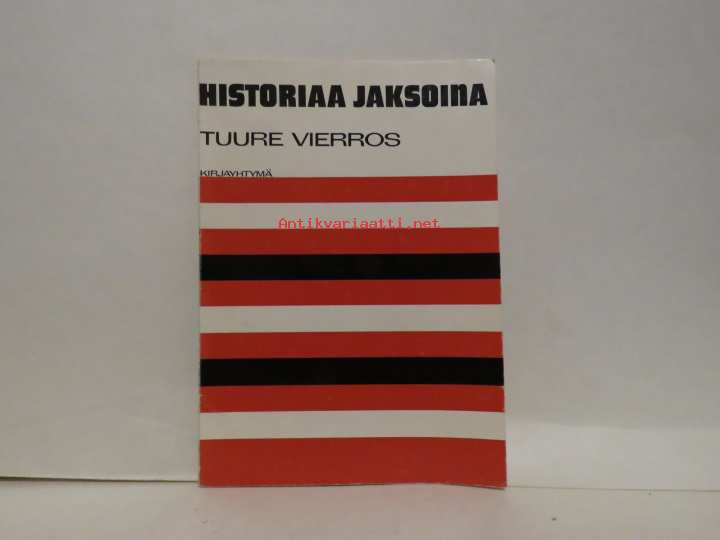 HISTORIAA JAKSOINA
TUURE VIERROS
KIRJAYHTYMÄ
Antikvariaatti.net